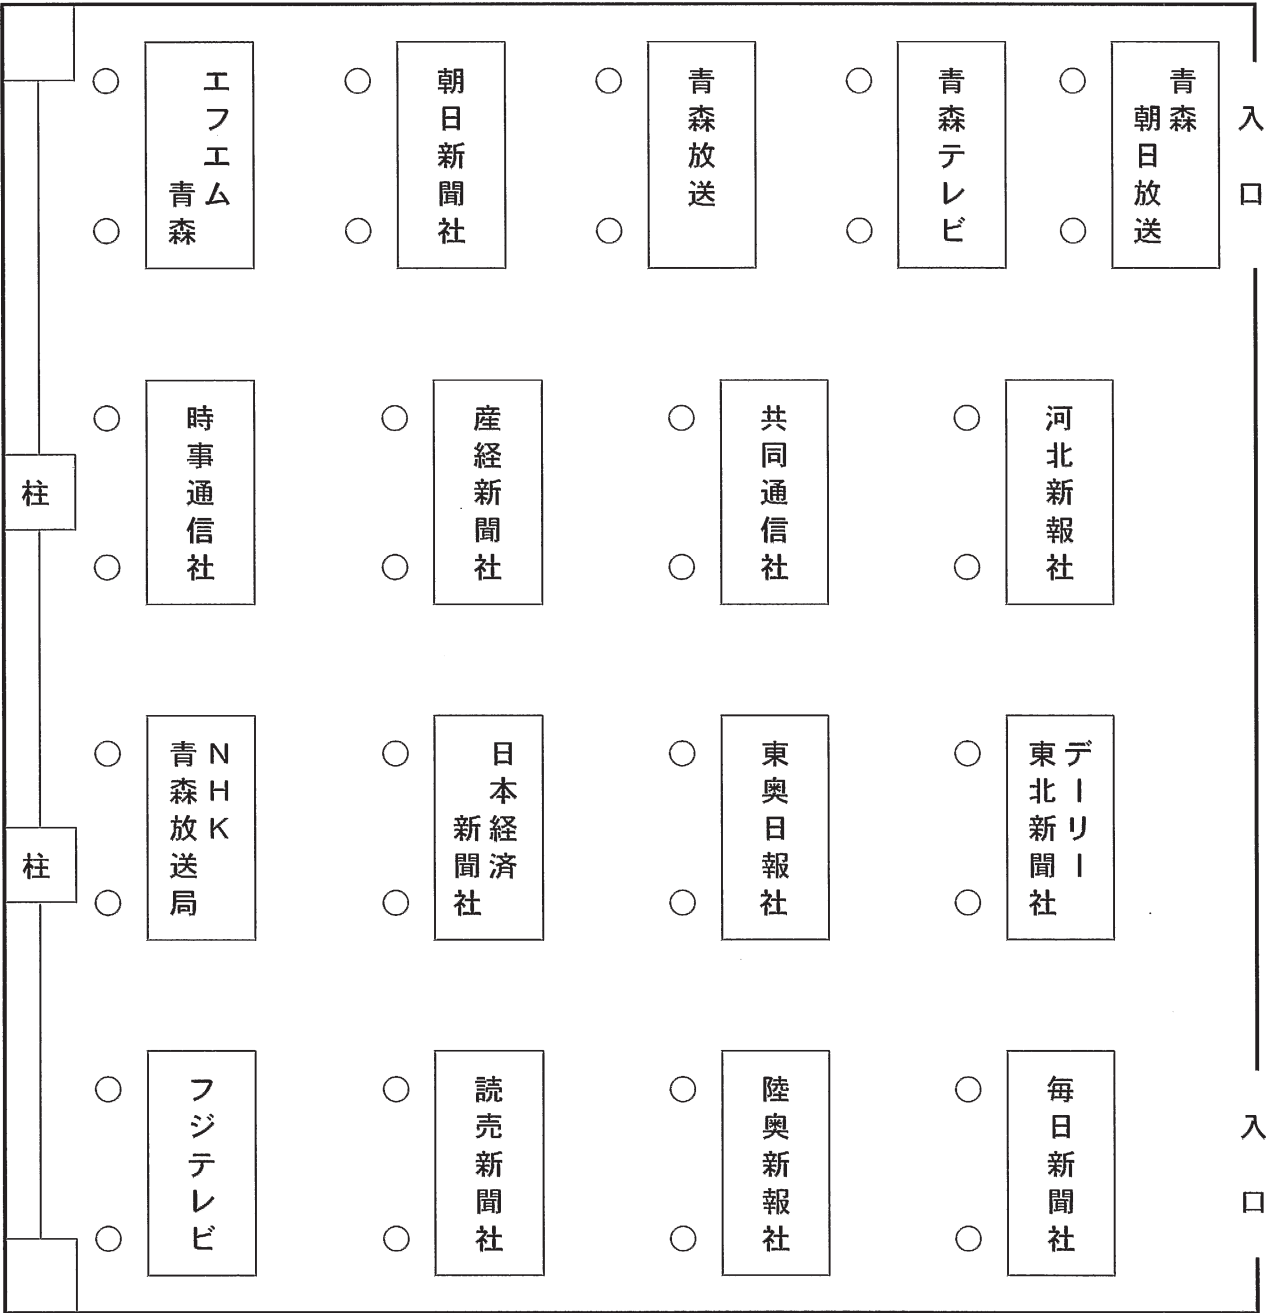 エフエム
青森
朝日新聞社
青森放送
青森テレビ
青森
朝日放送
入口
時事通信社
産経新聞社
共同通信社
河北新報社
柱
NHK
青森放送局
日本経済
新聞社
東奥日報社
デーリー
東北新聞社
柱
フジテレビ
読売新聞社
陸奥新報社
毎日新聞社
入口